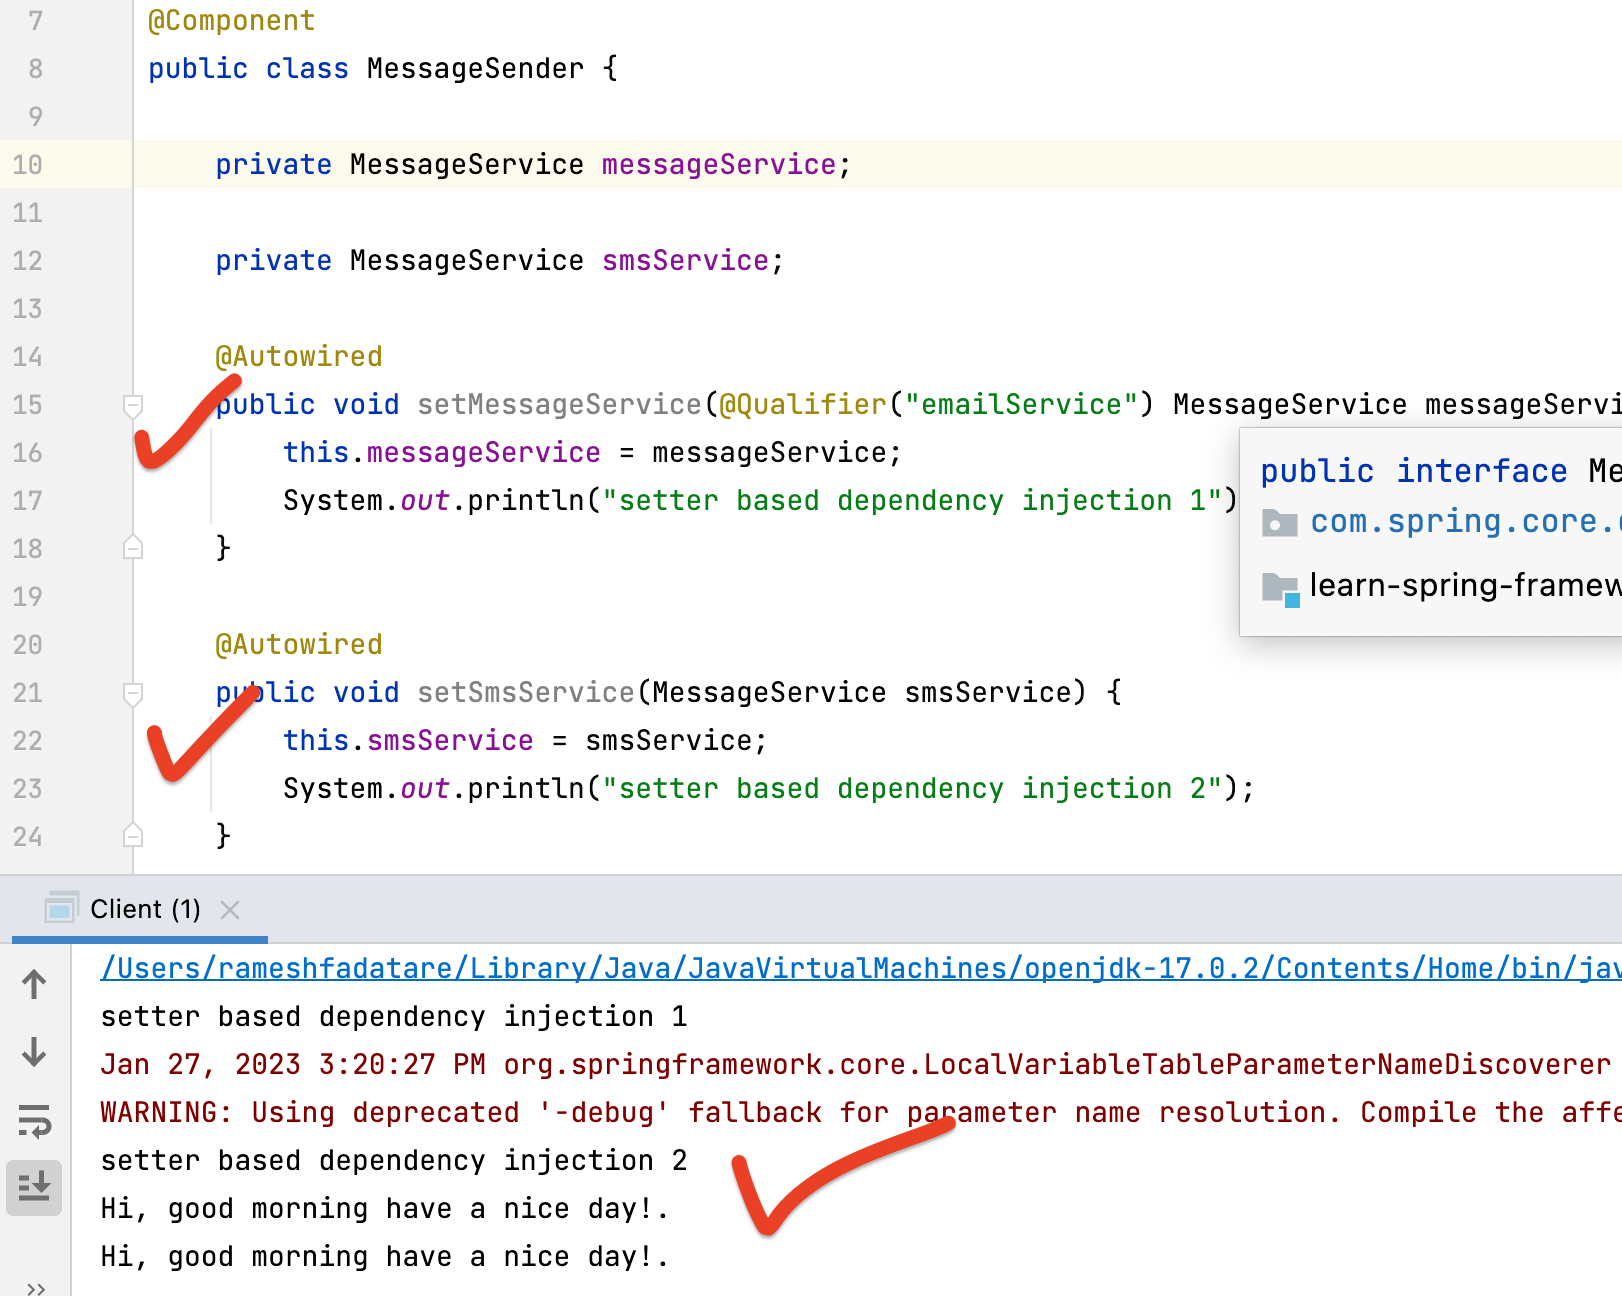 7 @Component
8 public class MessageSender {
9
10 private MessageService messageService;
11
12 private MessageService smsService;
13
14 @Autowired
15 public void setMessageService(@Qualifier("emailService") MessageService messageServi
16 this.messageService = messageService;
17 System.out.println("setter based dependency injection 1")
18 }
19
20 @Autowired
21 public void setSmsService(MessageService smsService) {
22 this.smsService = smsService;
23 System.out.println("setter based dependency injection 2");
24 }
public interface Me
com.spring.core.
learn-spring-framew
Client (1)
/Users/rameshfadatare/Library/Java/JavaVirtualMachines/openjdk-17.0.2/Contents/Home/bin/jav
setter based dependency injection 1
Jan 27, 2023 3:20:27 PM org.springframework.core.LocalVariableTableParameterNameDiscoverer
WARNING: Using deprecated '-debug' fallback for parameter name resolution. Compile the affe
setter based dependency injection 2
Hi, good morning have a nice day!.
Hi, good morning have a nice day!.